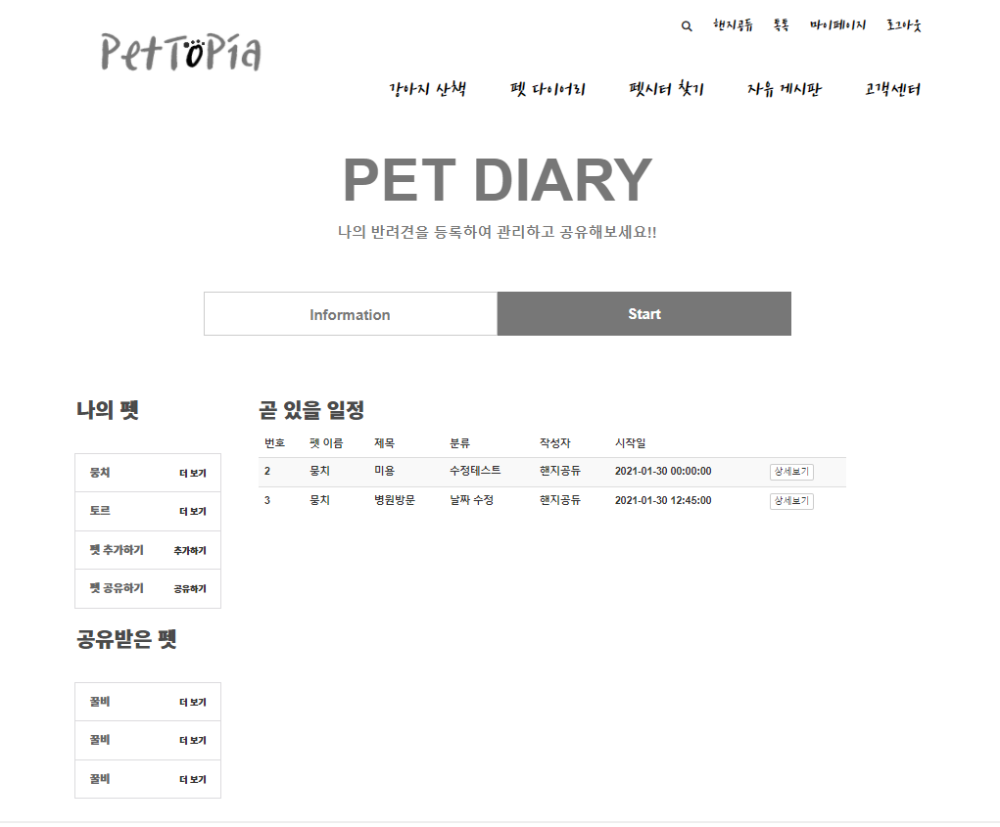 PetTopia
핸지공듀 톡톡 마이페이지 로그아웃
강아지 산책 펫 다이어리 펫시터 찾기 자유 게시판 고객센터
PET DIARY
나의 반려견을 등록하여 관리하고 공유해보세요!!
Information Start
나의 펫
뭉치 더 보기
토르 더 보기
펫 추가하기 추가하기
펫 공유하기 공유하기
공유받은 펫
꿀비 더 보기
꿀비 더 보기
꿀비 더 보기
곧 있을 일정
번호 펫 이름 제목 분류 작성자 시작일
2 뭉치 미용 수정테스트 핸지공듀 2021-01-30 00:00:00 상세보기
3 뭉치 병원방문 날짜 수정 핸지공듀 2021-01-30 12:45:00 상세보기